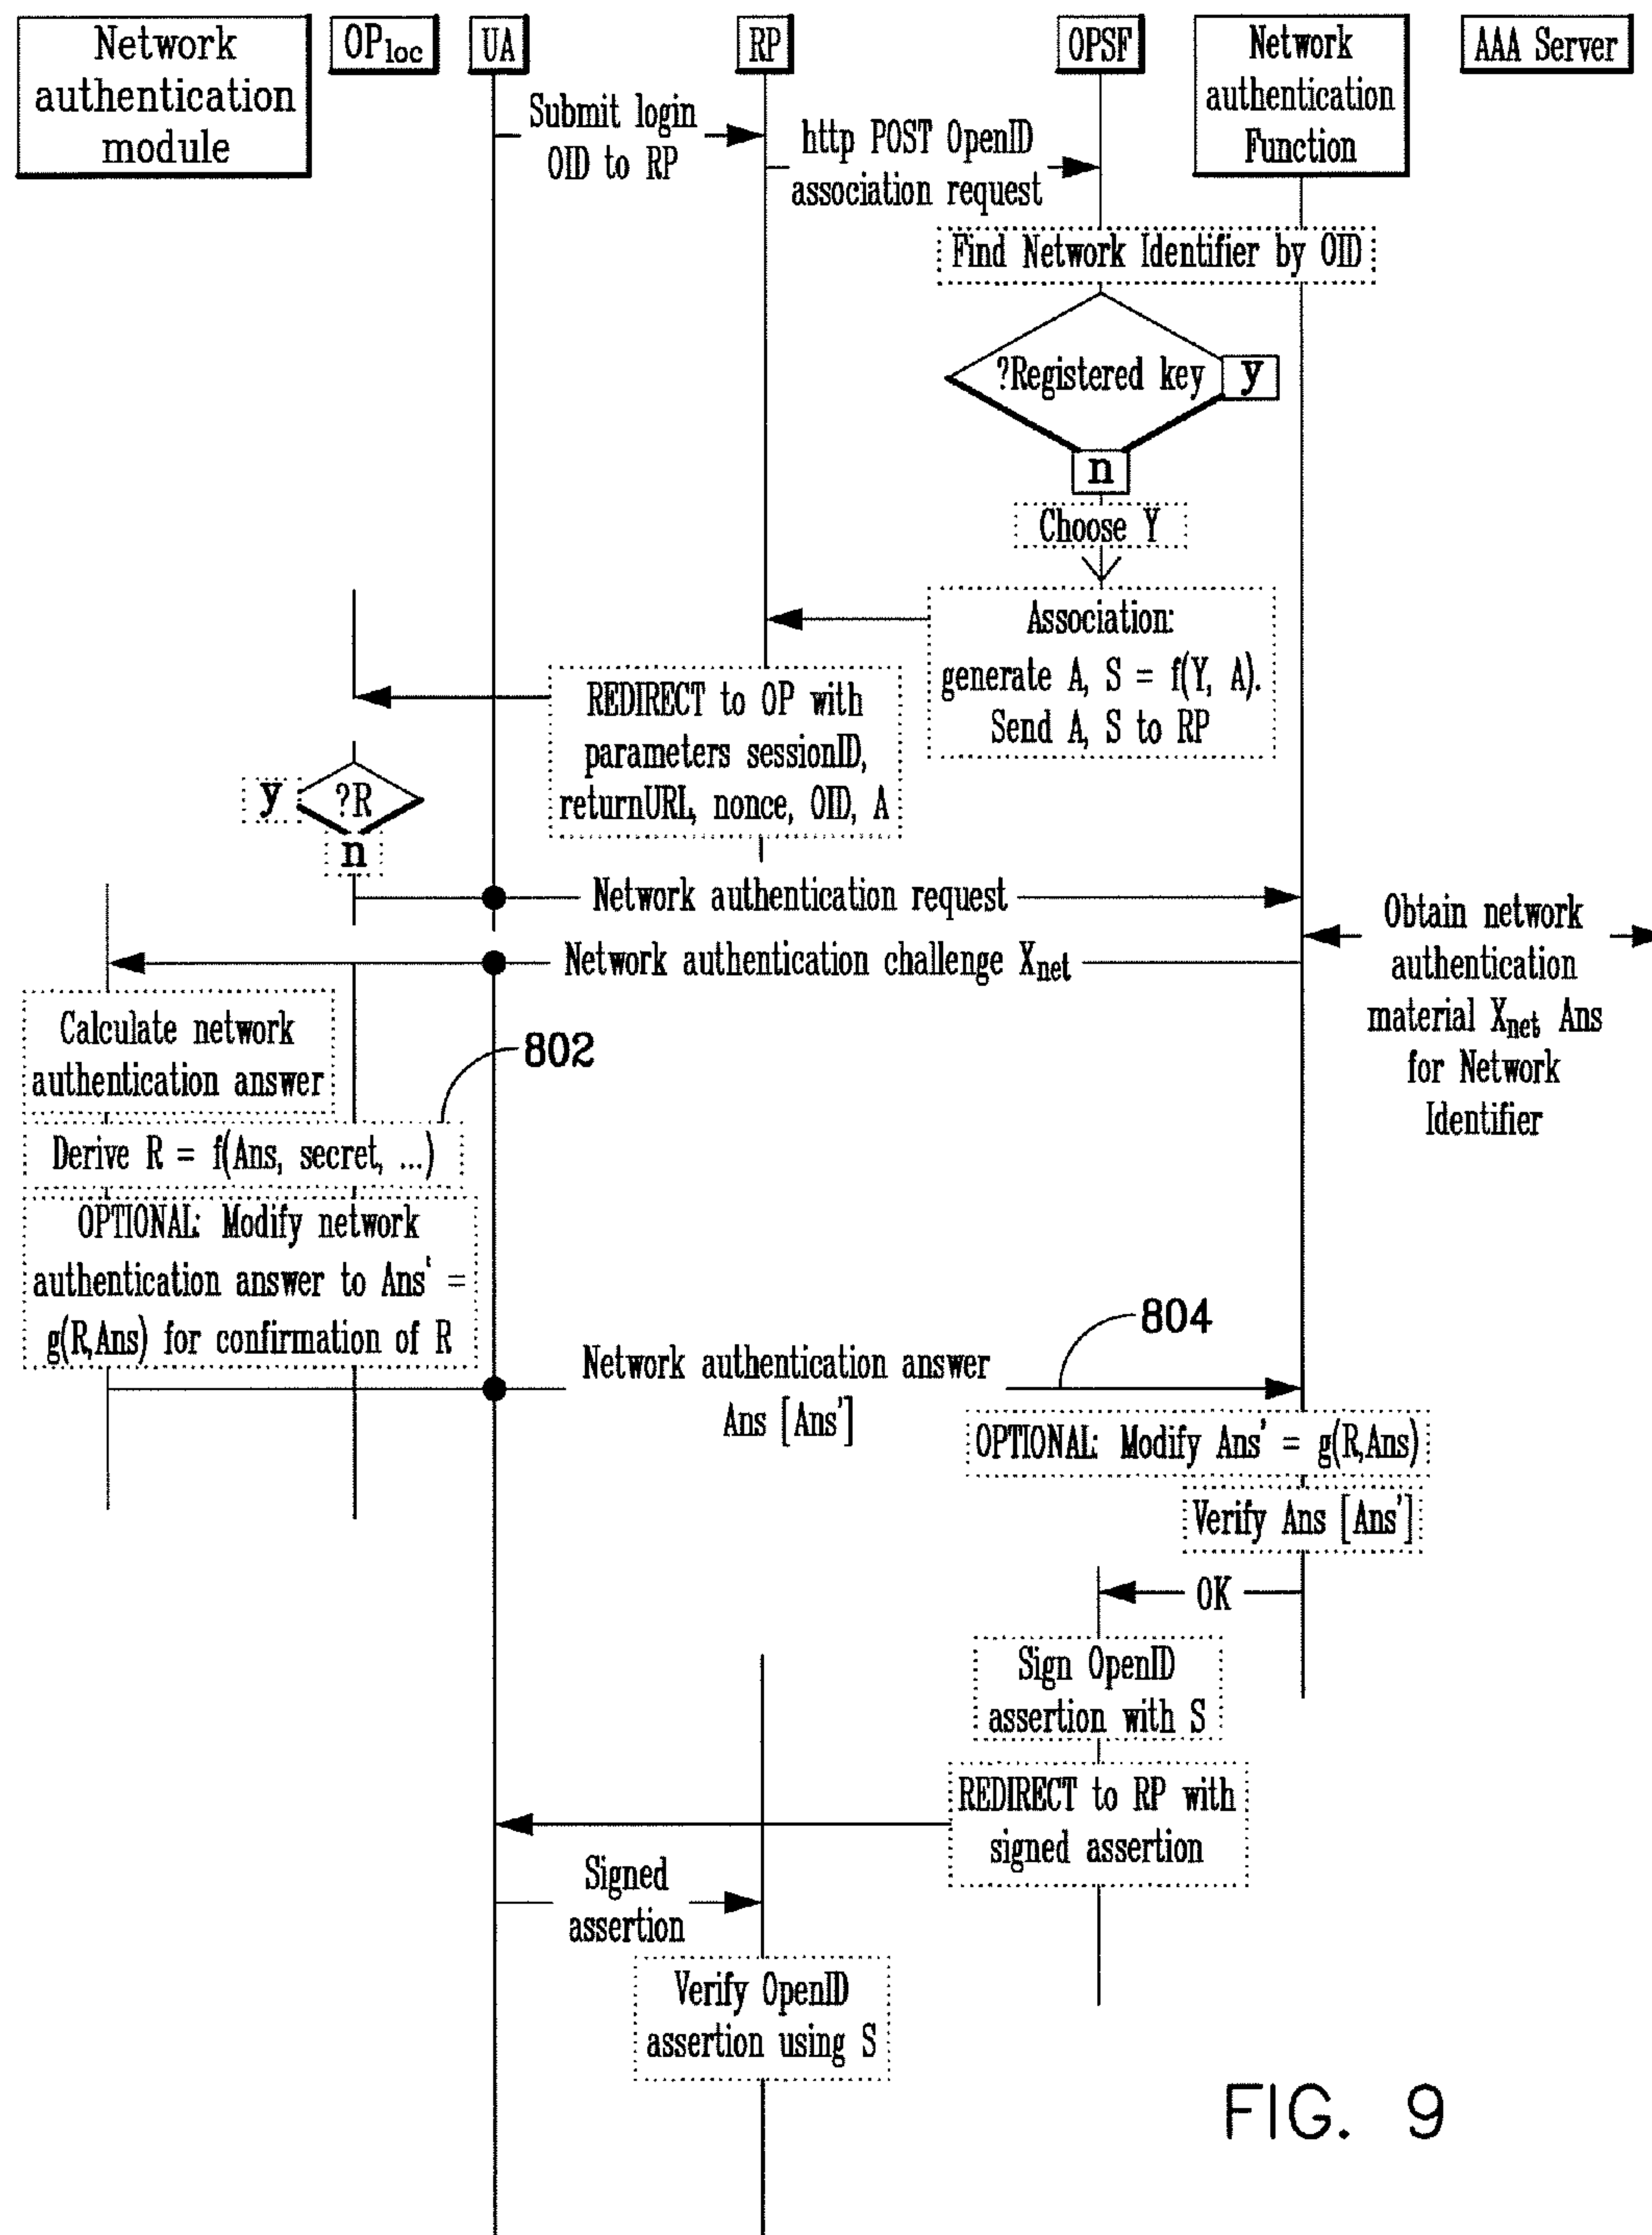 Network
authentication
module
OPloc
UA
RP
OPSF
Network
authentication
Function
AAA Server
Submit login
OID to RP
http POST OpenID
association request
Find Network Identifier by OID
?Registered key
y
n
Choose Y
Association:
generate A, S = f(Y, A).
Send A, S to RP
REDIRECT to OP with
parameters sessionID,
returnURL, nonce, OID, A
y
?R
n
Network authentication request
Obtain network
authentication
material Xnet Ans
for Network
Identifier
Network authentication challenge Xnet
Calculate network
authentication answer
802
Derive R = f(Ans, secret, ...)
OPTIONAL: Modify network
authentication answer to Ans' =
g(R,Ans) for confirmation of R
804
Network authentication answer
Ans [Ans']
OPTIONAL: Modify Ans' = g(R,Ans)
Verify Ans [Ans']
OK
Sign OpenID
assertion with S
REDIRECT to RP with
signed assertion
Signed
assertion
Verify OpenID
assertion using S
FIG. 9